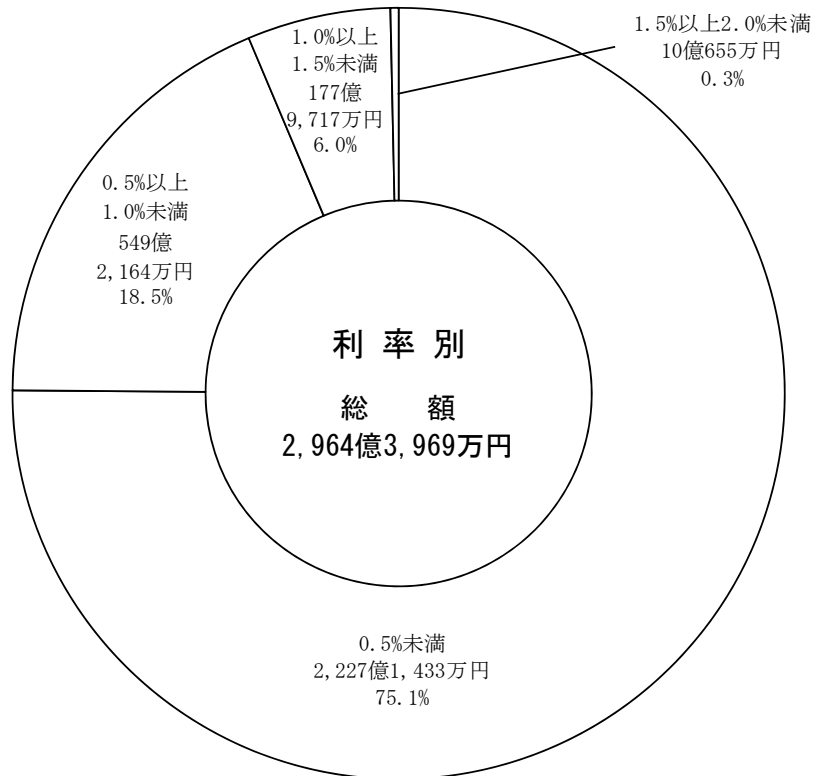 1.5%以上2.0%未満
10億655万円
0.3%
1.0%以上
1.5%未満
177億
9,717万円
6.0%
0.5%以上
1.0%未満
549億
2,164万円
18.5%
利 率 別
総 額
2,964億3,969万円
0.5%未満
2,227億1,433万円
75.1%